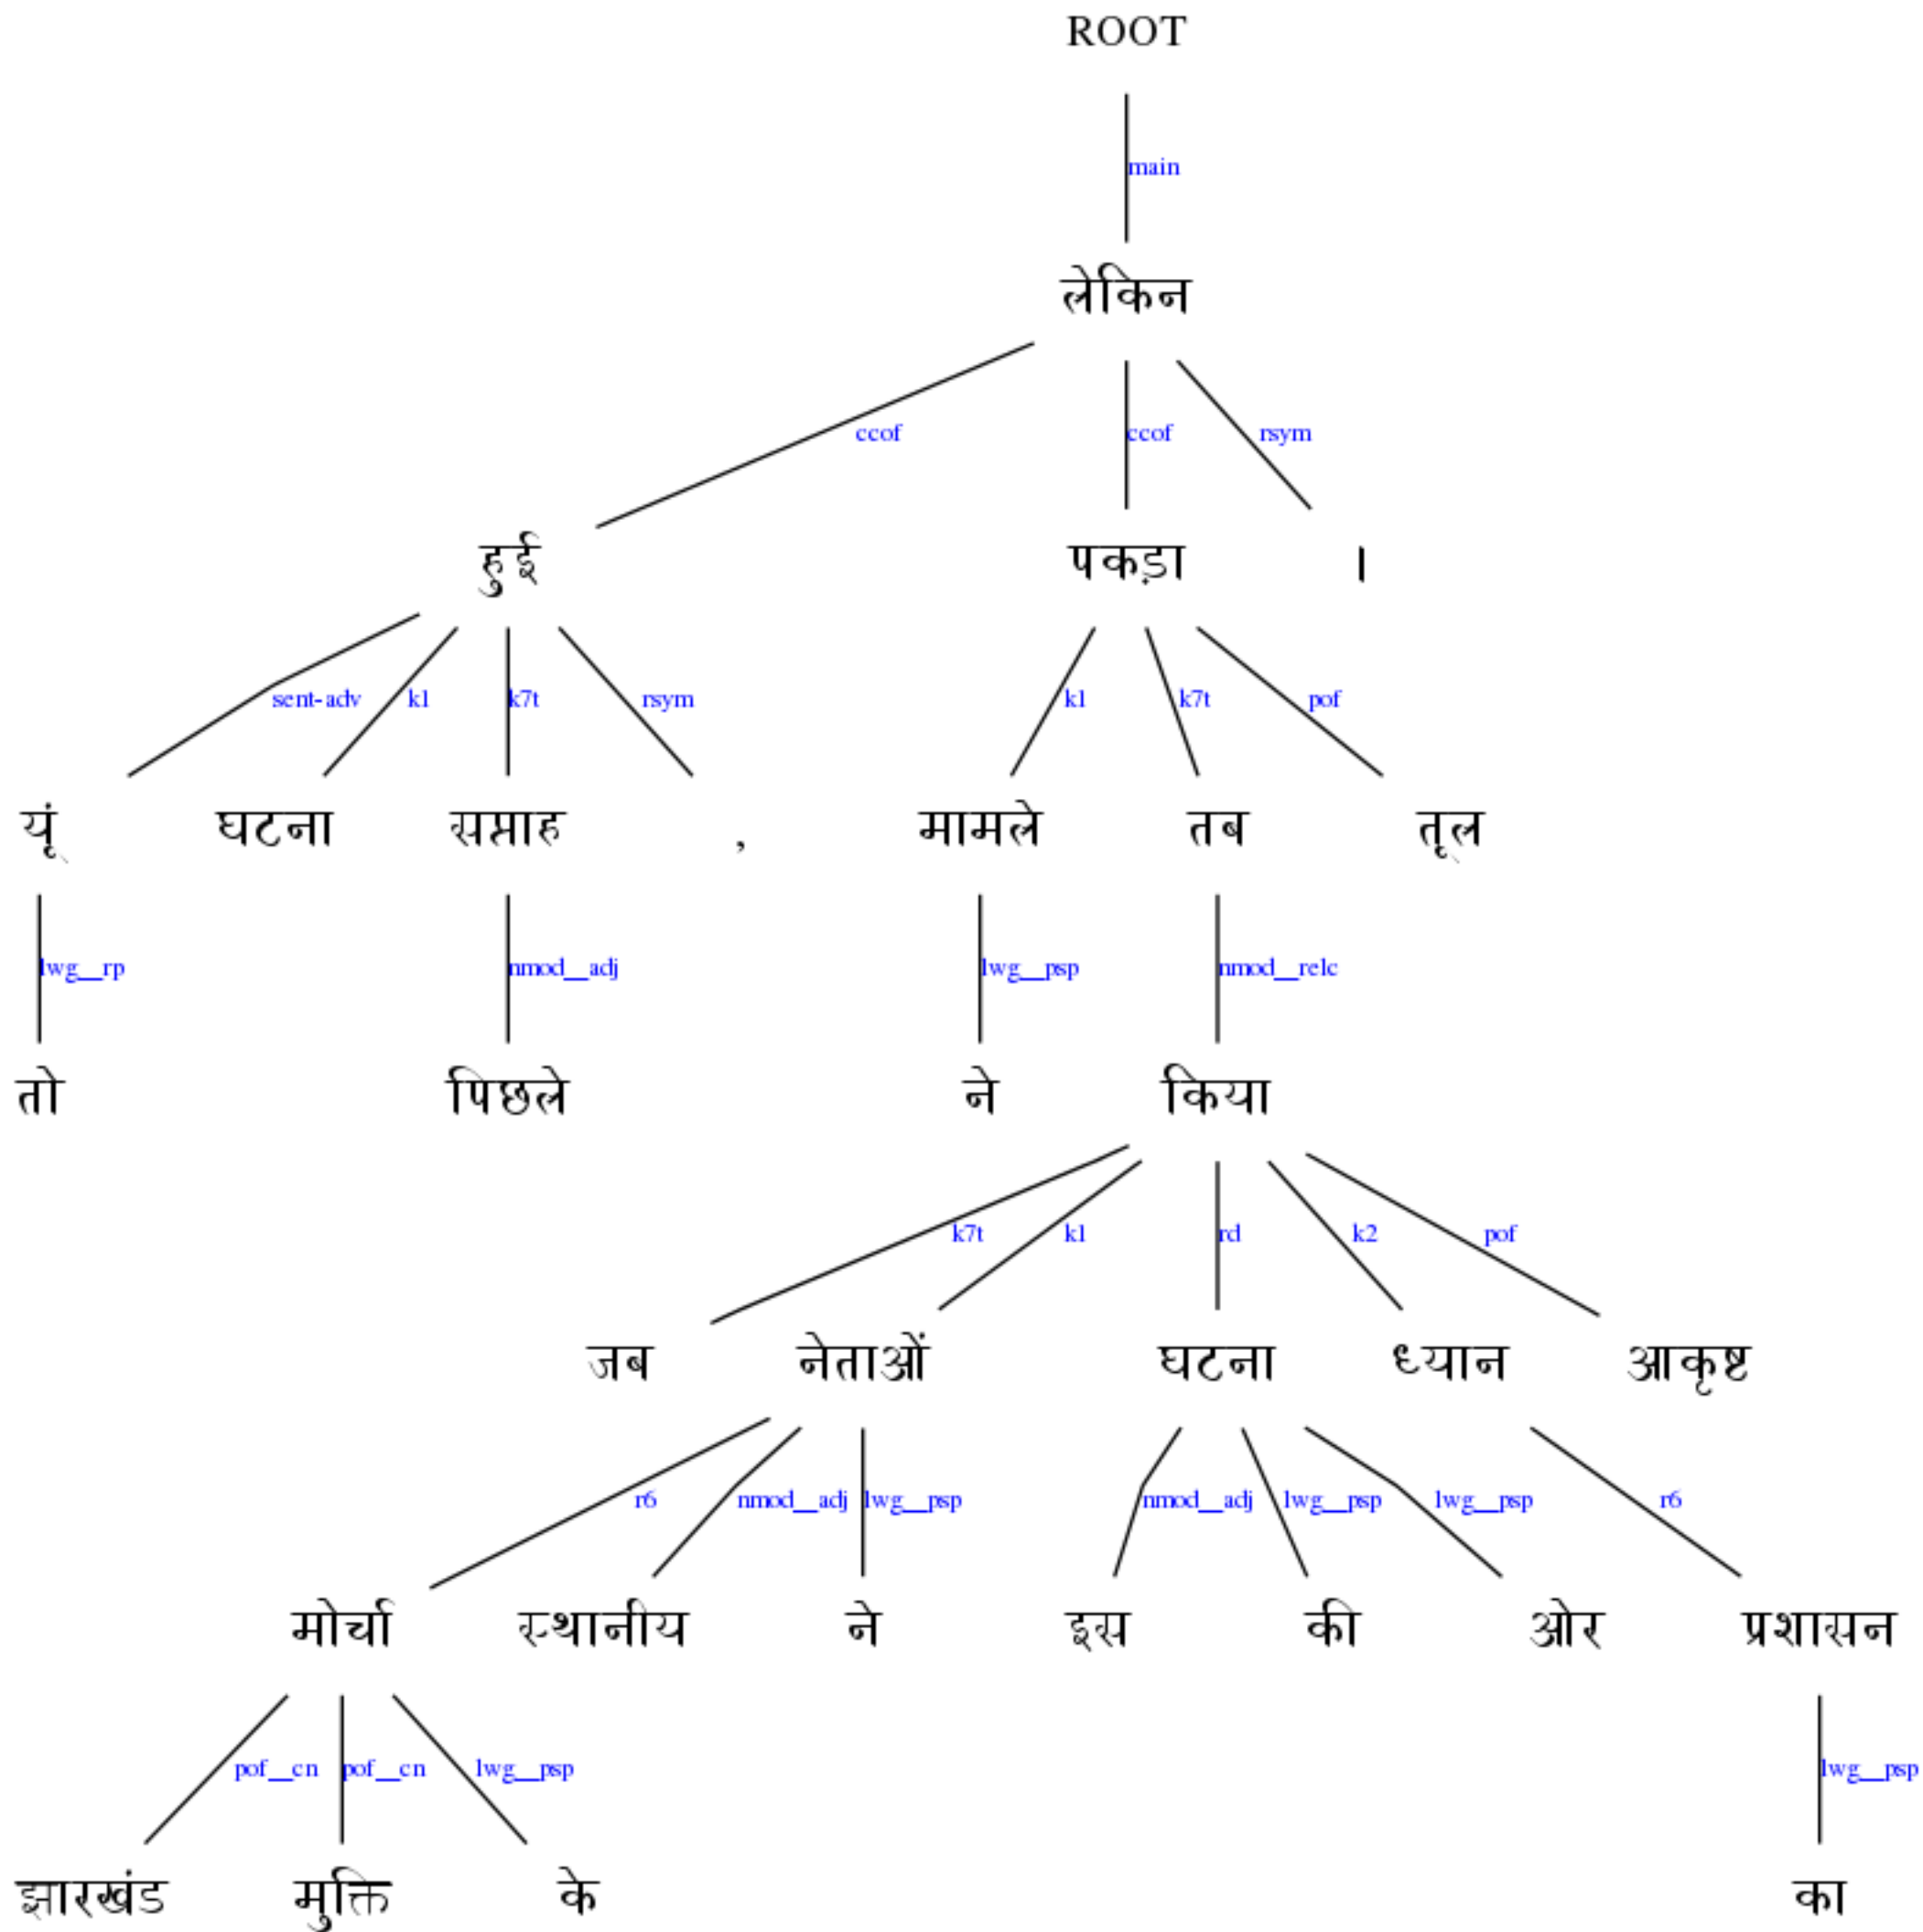 ROOT
main
लेकिन
ccof ccof rsym
हुई पकड़ा ।
sent-adv k1 k7t rsym k1 k7t pof
यूं घटना सप्ताह , मामले तब तूल
lwg__rp nmod__adj lwg__psp nmod__relc
तो पिछले ने किया
k7t k1 rd k2 pof
जब नेताओं घटना ध्यान आकृष्ट
r6 nmod__adj lwg__psp nmod__adj lwg__psp lwg__psp r6
मोर्चा स्थानीय ने इस की ओर प्रशासन
pof__cn pof__cn lwg__psp lwg__psp
झारखंड मुक्ति के का